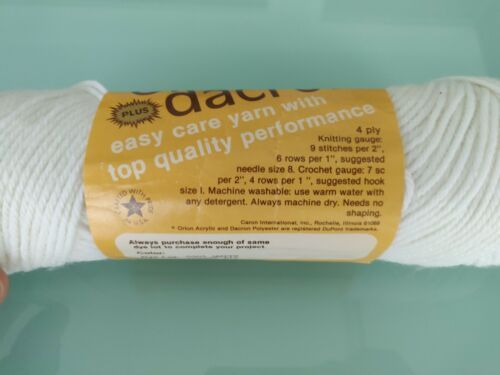 dacro
PLUS
easy care yarn with
top quality performance
4 ply
Knitting gauge:
9 stitches per 2",
6 rows per 1", suggested
needle size 8. Crochet gauge: 7 sc
per 2", 4 rows per 1", suggested hook
size I. Machine washable: use warm water with
any detergent. Always machine dry. Needs no
shaping.
Caron International, Inc., Rochelle, Illinois 61068
* Orlon Acrylic and Dacron Polyester are registered DuPont trademarks.
Always purchase enough of same
dye lot to complete your project.
Color:
WHITE